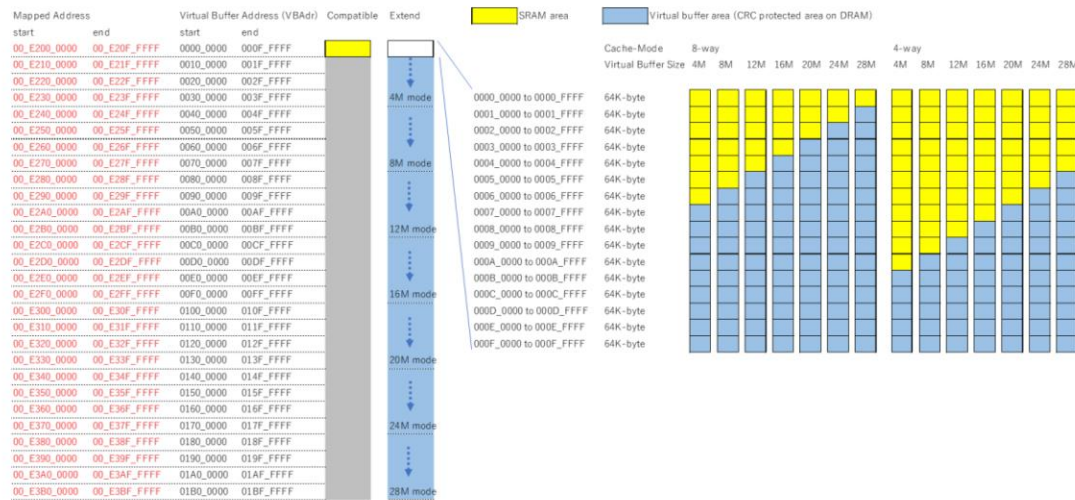 Mapped Address Virtual Buffer Address (VBAdr) Compatible Extend SRAM area Virtual buffer area (CRC protected area on DRAM)
start end start end
00_E200_0000 00_E20F_FFFF 0000_0000 000F_FFFF Cache-Mode 8-way 4-way
00_E210_0000 00_E21F_FFFF 0010_0000 001F_FFFF Virtual Buffer Size 4M 8M 12M 16M 20M 24M 28M 4M 8M 12M 16M 20M 24M 28M
00_E220_0000 00_E22F_FFFF 0020_0000 002F_FFFF
00_E230_0000 00_E23F_FFFF 0030_0000 003F_FFFF 4M mode 0000_0000 to 0000_FFFF 64K-byte
00_E240_0000 00_E24F_FFFF 0040_0000 004F_FFFF 0001_0000 to 0001_FFFF 64K-byte
00_E250_0000 00_E25F_FFFF 0050_0000 005F_FFFF 0002_0000 to 0002_FFFF 64K-byte
00_E260_0000 00_E26F_FFFF 0060_0000 006F_FFFF 0003_0000 to 0003_FFFF 64K-byte
00_E270_0000 00_E27F_FFFF 0070_0000 007F_FFFF 8M mode 0004_0000 to 0004_FFFF 64K-byte
00_E280_0000 00_E28F_FFFF 0080_0000 008F_FFFF 0005_0000 to 0005_FFFF 64K-byte
00_E290_0000 00_E29F_FFFF 0090_0000 009F_FFFF 0006_0000 to 0006_FFFF 64K-byte
00_E2A0_0000 00_E2AF_FFFF 00A0_0000 00AF_FFFF 0007_0000 to 0007_FFFF 64K-byte
00_E2B0_0000 00_E2BF_FFFF 00B0_0000 00BF_FFFF 12M mode 0008_0000 to 0008_FFFF 64K-byte
00_E2C0_0000 00_E2CF_FFFF 00C0_0000 00CF_FFFF 0009_0000 to 0009_FFFF 64K-byte
00_E2D0_0000 00_E2DF_FFFF 00D0_0000 00DF_FFFF 000A_0000 to 000A_FFFF 64K-byte
00_E2E0_0000 00_E2EF_FFFF 00E0_0000 00EF_FFFF 000B_0000 to 000B_FFFF 64K-byte
00_E2F0_0000 00_E2FF_FFFF 00F0_0000 00FF_FFFF 16M mode 000C_0000 to 000C_FFFF 64K-byte
00_E300_0000 00_E30F_FFFF 0100_0000 010F_FFFF 000D_0000 to 000D_FFFF 64K-byte
00_E310_0000 00_E31F_FFFF 0110_0000 011F_FFFF 000E_0000 to 000E_FFFF 64K-byte
00_E320_0000 00_E32F_FFFF 0120_0000 012F_FFFF 000F_0000 to 000F_FFFF 64K-byte
00_E330_0000 00_E33F_FFFF 0130_0000 013F_FFFF 20M mode
00_E340_0000 00_E34F_FFFF 0140_0000 014F_FFFF
00_E350_0000 00_E35F_FFFF 0150_0000 015F_FFFF
00_E360_0000 00_E36F_FFFF 0160_0000 016F_FFFF
00_E370_0000 00_E37F_FFFF 0170_0000 017F_FFFF 24M mode
00_E380_0000 00_E38F_FFFF 0180_0000 018F_FFFF
00_E390_0000 00_E39F_FFFF 0190_0000 019F_FFFF
00_E3A0_0000 00_E3AF_FFFF 01A0_0000 01AF_FFFF
00_E3B0_0000 00_E3BF_FFFF 01B0_0000 01BF_FFFF 28M mode